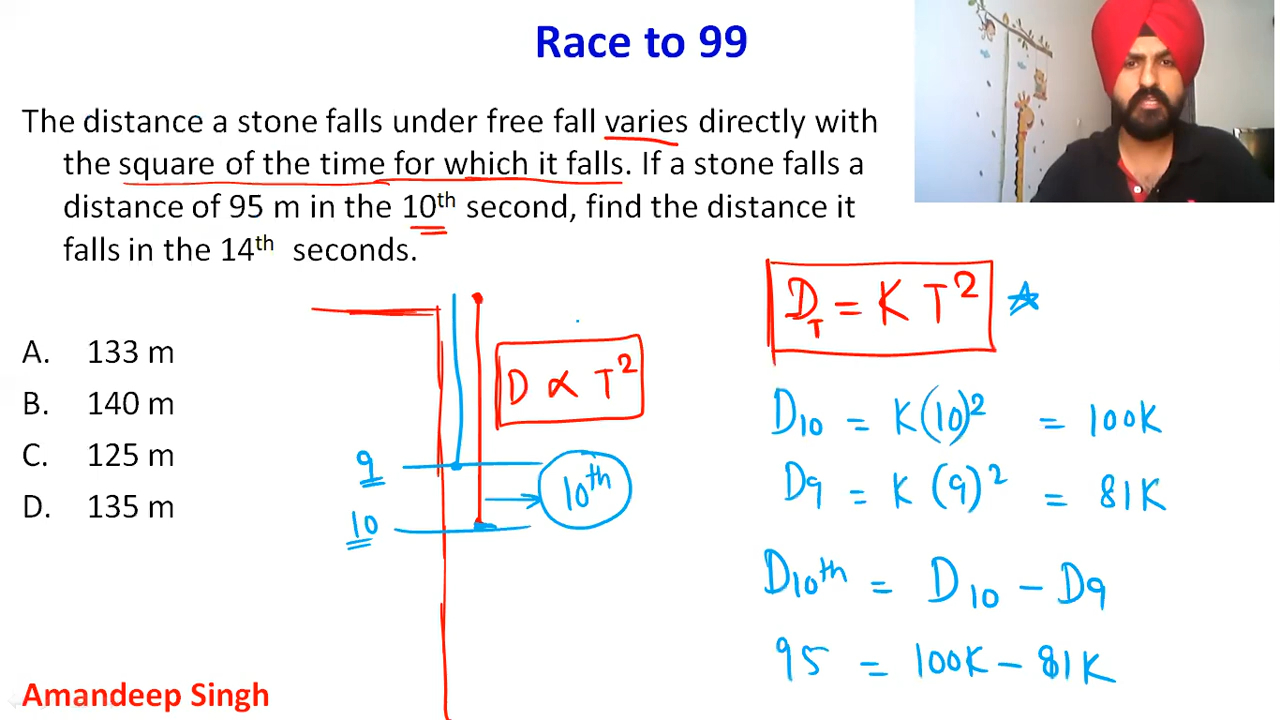 Race to 99
The distance a stone falls under free fall varies directly with
the square of the time for which it falls. If a stone falls a
distance of 95 m in the 10th second, find the distance it
falls in the 14th seconds.
A. 133 m
B. 140 m
C. 125 m
D. 135 m
9
10
D ∝ T²
10th
D_T = K T²
D₁₀ = K(10)² = 100K
D₉ = K(9)² = 81K
D₁₀th = D₁₀ − D₉
95 = 100K − 81K
Amandeep Singh